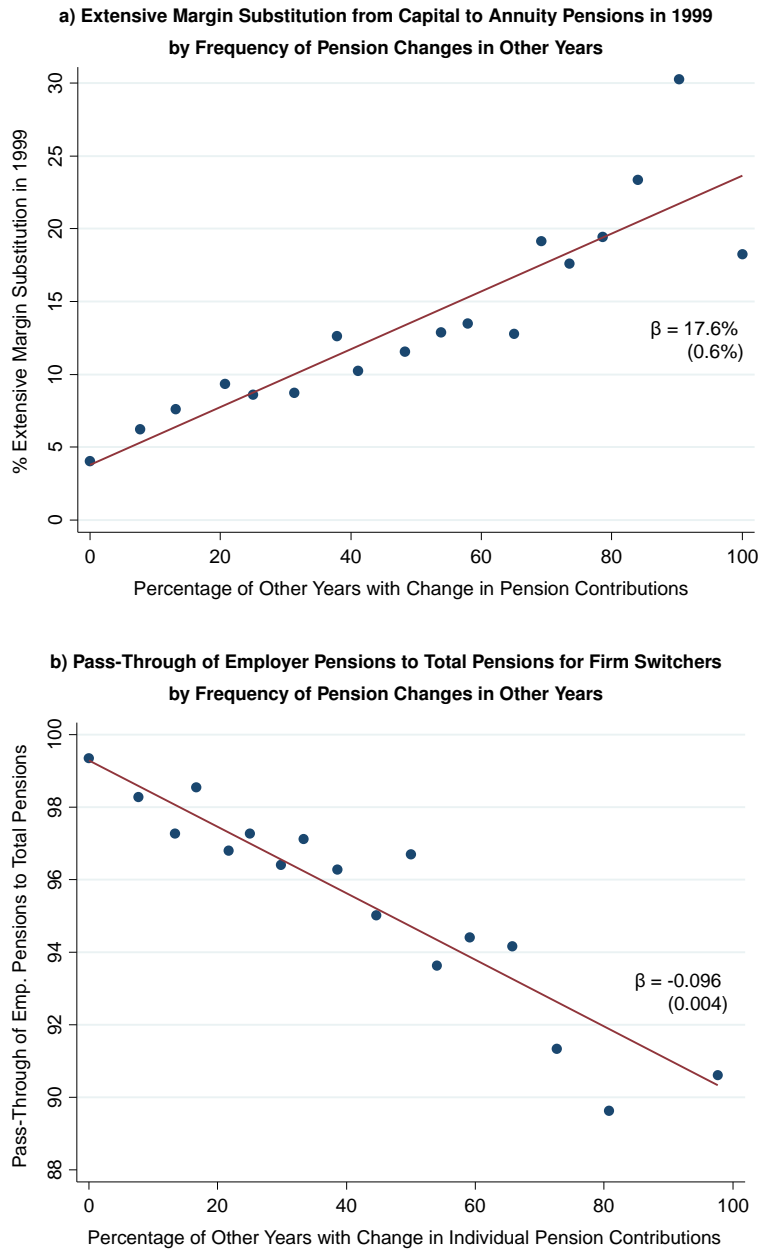 a) Extensive Margin Substitution from Capital to Annuity Pensions in 1999
by Frequency of Pension Changes in Other Years
% Extensive Margin Substitution in 1999
30
25
20
15
10
5
0
β = 17.6%
(0.6%)
0 20 40 60 80 100
Percentage of Other Years with Change in Pension Contributions
b) Pass-Through of Employer Pensions to Total Pensions for Firm Switchers
by Frequency of Pension Changes in Other Years
Pass-Through of Emp. Pensions to Total Pensions
100
98
96
94
92
90
88
β = -0.096
(0.004)
0 20 40 60 80 100
Percentage of Other Years with Change in Individual Pension Contributions